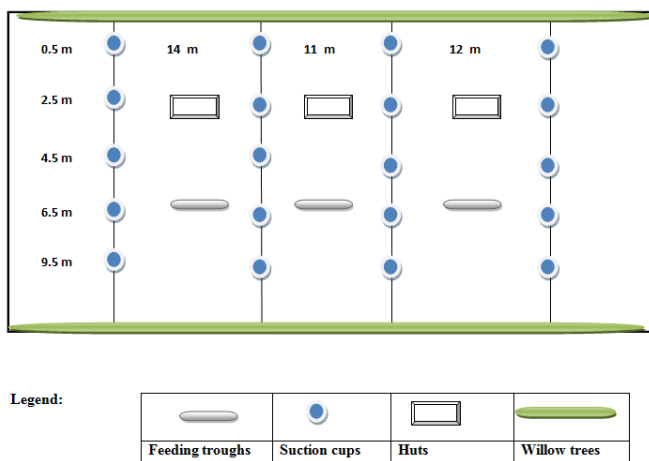 0.5 m 14 m 11 m 12 m
2.5 m
4.5 m
6.5 m
9.5 m
Legend:
Feeding troughs Suction cups Huts Willow trees